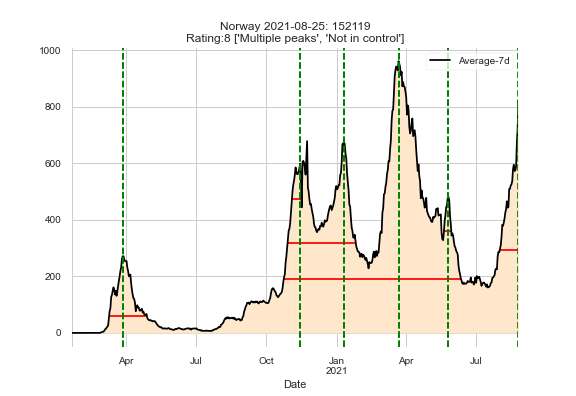 Norway 2021-08-25: 152119
Rating:8 ['Multiple peaks', 'Not in control']
Average-7d
1000
800
600
400
200
0
Apr
Jul
Oct
Jan
2021
Apr
Jul
Date